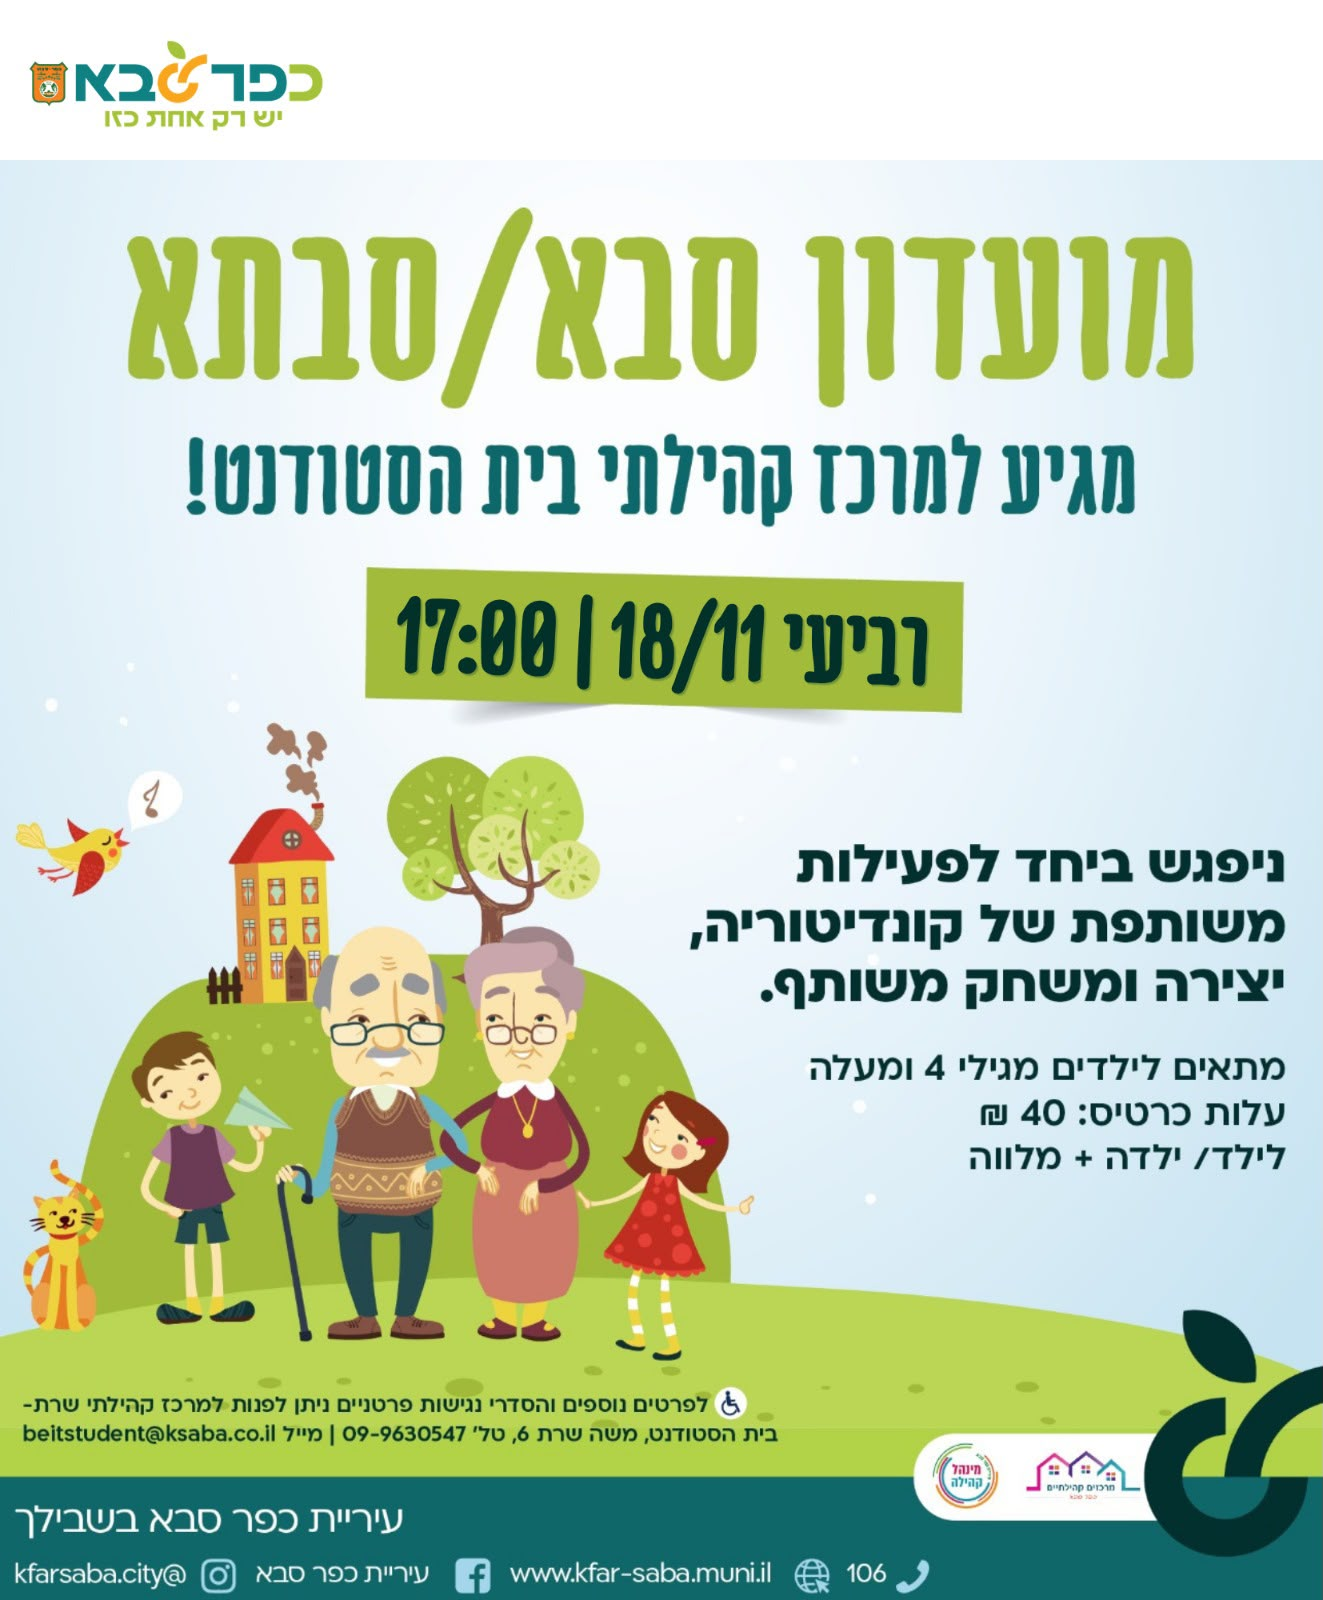 כפר סבא
יש רק אחת כזו
מועדון סבא/סבתא
מגיע למרכז קהילתי בית הסטודנט!
רביעי 18/11 | 17:00
ניפגש ביחד לפעילות
משותפת של קונדיטוריה,
יצירה ומשחק משותף.
מתאים לילדים מגילי 4 ומעלה
עלות כרטיס: 40 ₪
לילד/ ילדה + מלווה
לפרטים נוספים והסדרי נגישות פרטניים ניתן לפנות למרכז קהילתי שרת-
בית הסטודנט, משה שרת 6, טל' 09-9630547 | מייל beitstudent@ksaba.co.il
מרכזים קהילתיים
כפר סבא
מינהל
קהילה
עיריית כפר סבא בשבילך
106 www.kfar-saba.muni.il עיריית כפר סבא @kfarsaba.city